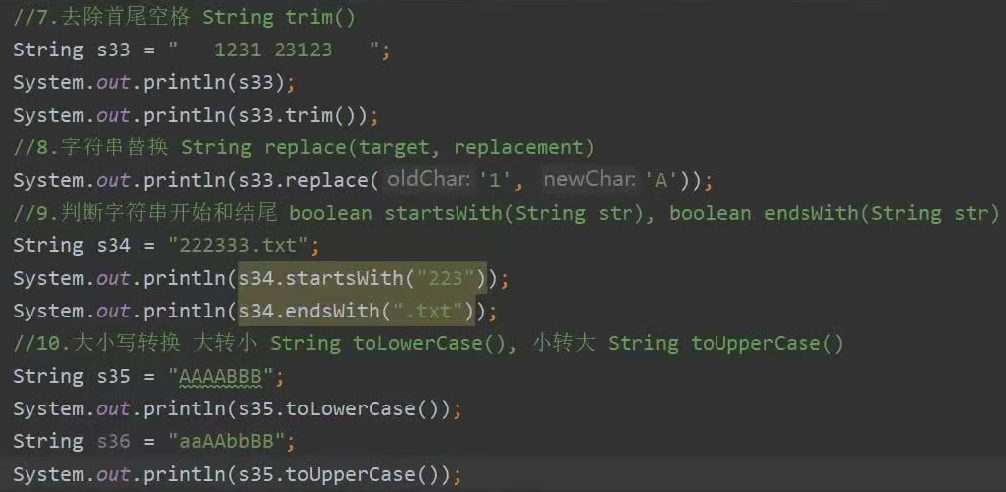 //7.去除首尾空格 String trim()
String s33 = "   1231 23123   ";
System.out.println(s33);
System.out.println(s33.trim());
//8.字符串替换 String replace(target, replacement)
System.out.println(s33.replace( oldChar: '1', newChar: 'A'));
//9.判断字符串开始和结尾 boolean startsWith(String str), boolean endsWith(String str)
String s34 = "222333.txt";
System.out.println(s34.startsWith("223"));
System.out.println(s34.endsWith(".txt"));
//10.大小写转换 大转小 String toLowerCase(), 小转大 String toUpperCase()
String s35 = "AAAABBB";
System.out.println(s35.toLowerCase());
String s36 = "aaAAbbBB";
System.out.println(s35.toUpperCase());